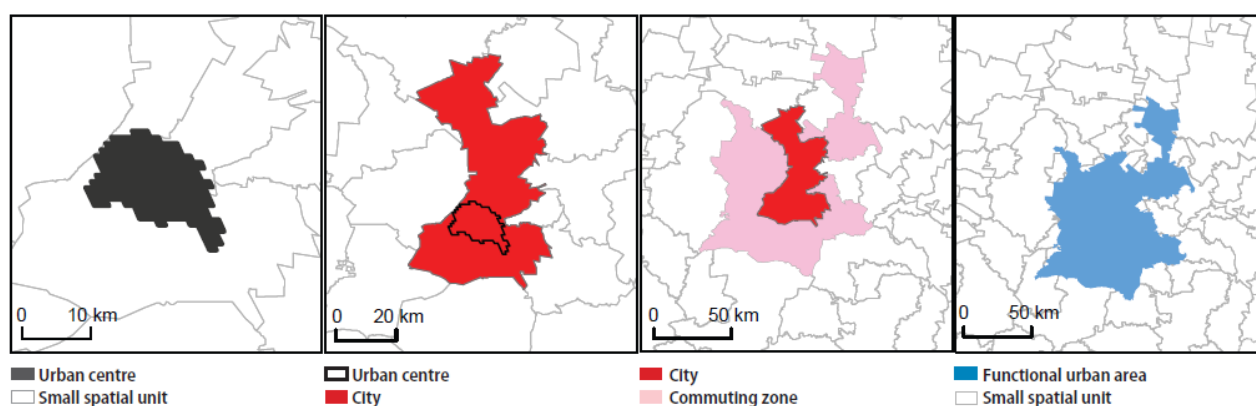 0 10 km
0 20 km
0 50 km
0 50 km
Urban centre
Small spatial unit
Urban centre
City
City
Commuting zone
Functional urban area
Small spatial unit